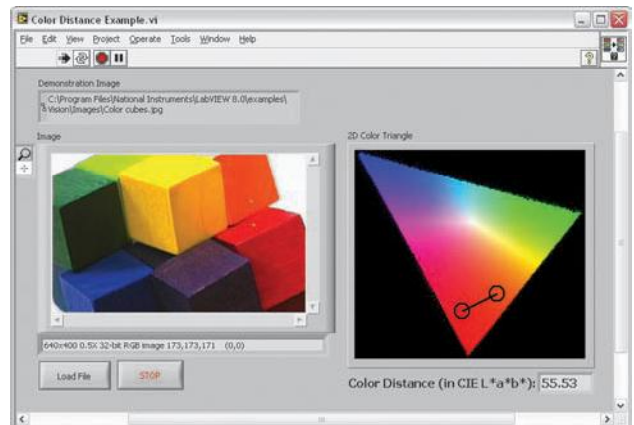 Color Distance Example.vi
File Edit View Project Operate Tools Window Help
Demonstration Image
C:\Program Files\National Instruments\LabVIEW 8.0\examples\
Vision\Images\Color cubes.jpg
Image
2D Color Triangle
640x400 0.5X 32-bit RGB image 173,173,171 (0,0)
Load File
STOP
Color Distance (in CIE L*a*b*): 55.53